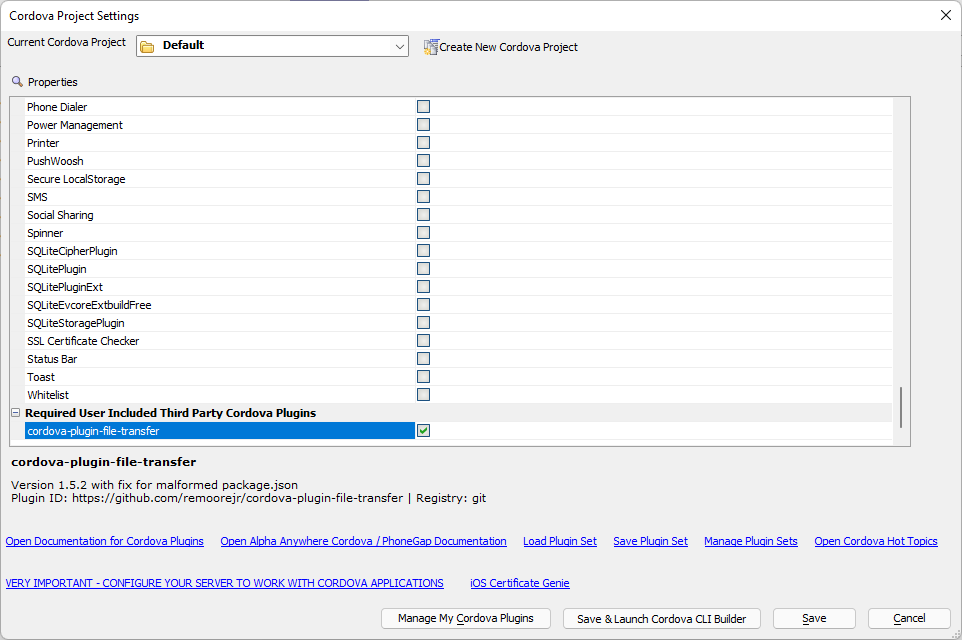 Cordova Project Settings
Current Cordova Project
Default
Create New Cordova Project
Properties
Phone Dialer
Power Management
Printer
PushWoosh
Secure LocalStorage
SMS
Social Sharing
Spinner
SQLiteCipherPlugin
SQLitePlugin
SQLitePluginExt
SQLiteEvcoreExtbuildFree
SQLiteStoragePlugin
SSL Certificate Checker
Status Bar
Toast
Whitelist
Required User Included Third Party Cordova Plugins
cordova-plugin-file-transfer
cordova-plugin-file-transfer
Version 1.5.2 with fix for malformed package.json
Plugin ID: https://github.com/remoorejr/cordova-plugin-file-transfer | Registry: git
Open Documentation for Cordova Plugins Open Alpha Anywhere Cordova / PhoneGap Documentation Load Plugin Set Save Plugin Set Manage Plugin Sets Open Cordova Hot Topics
VERY IMPORTANT - CONFIGURE YOUR SERVER TO WORK WITH CORDOVA APPLICATIONS iOS Certificate Genie
Manage My Cordova Plugins Save & Launch Cordova CLI Builder Save Cancel